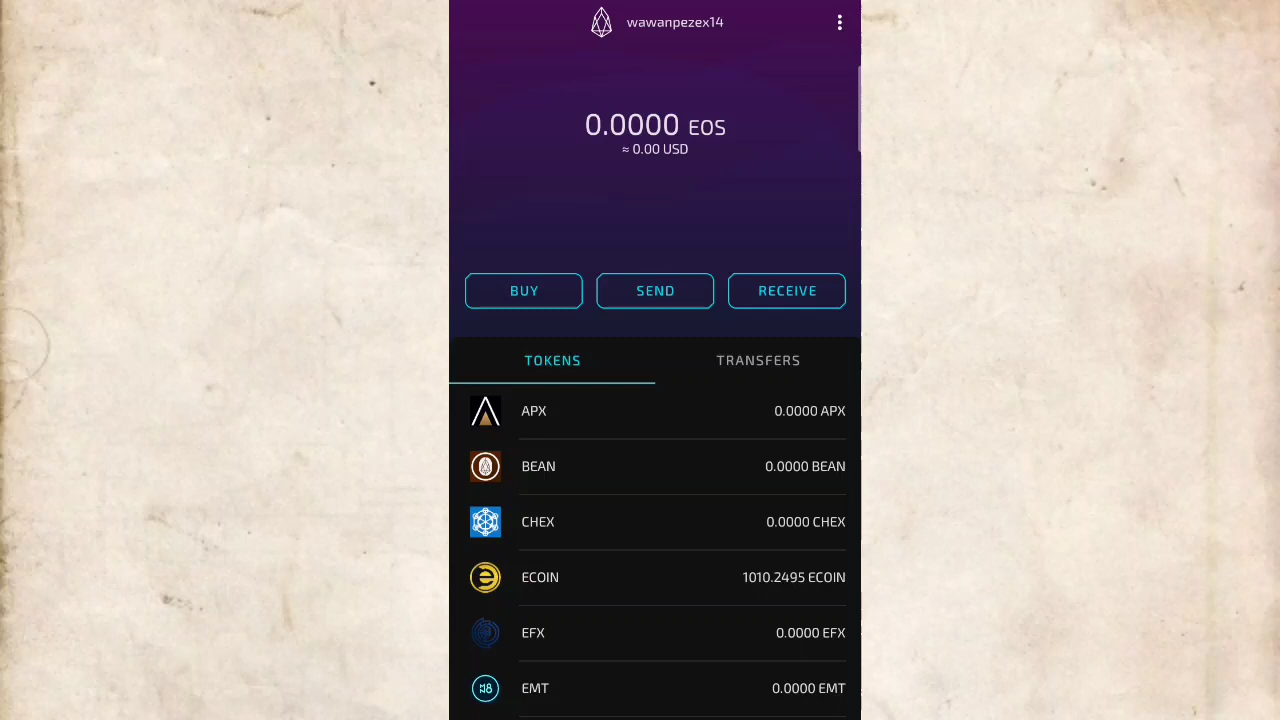 wawanpezex14
0.0000 EOS
≈ 0.00 USD
BUY SEND RECEIVE
TOKENS TRANSFERS
APX 0.0000 APX
BEAN 0.0000 BEAN
CHEX 0.0000 CHEX
ECOIN 1010.2495 ECOIN
EFX 0.0000 EFX
EMT 0.0000 EMT